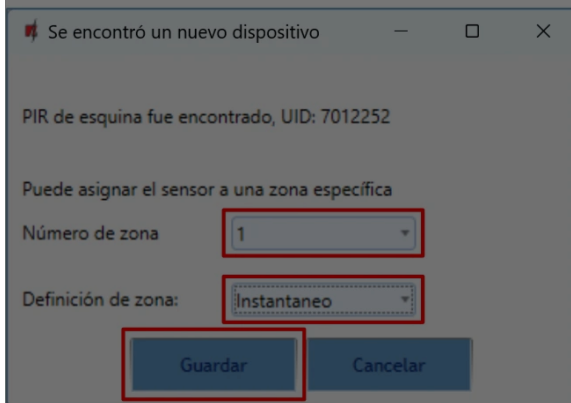 Se encontró un nuevo dispositivo
PIR de esquina fue encontrado, UID: 7012252
Puede asignar el sensor a una zona específica
Número de zona 1
Definición de zona: Instantaneo
Guardar Cancelar